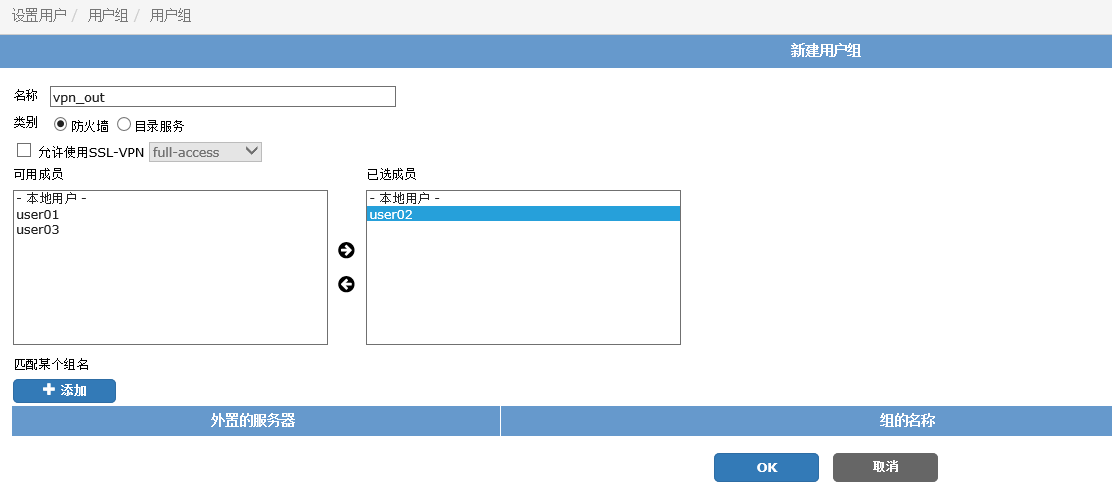 设置用户 / 用户组 / 用户组
新建用户组
名称 vpn_out
类别 防火墙 目录服务
允许使用SSL-VPN full-access
可用成员 已选成员
- 本地用户 - - 本地用户 -
user01 user02
user03
匹配某个组名
添加
外置的服务器 组的名称
OK 取消